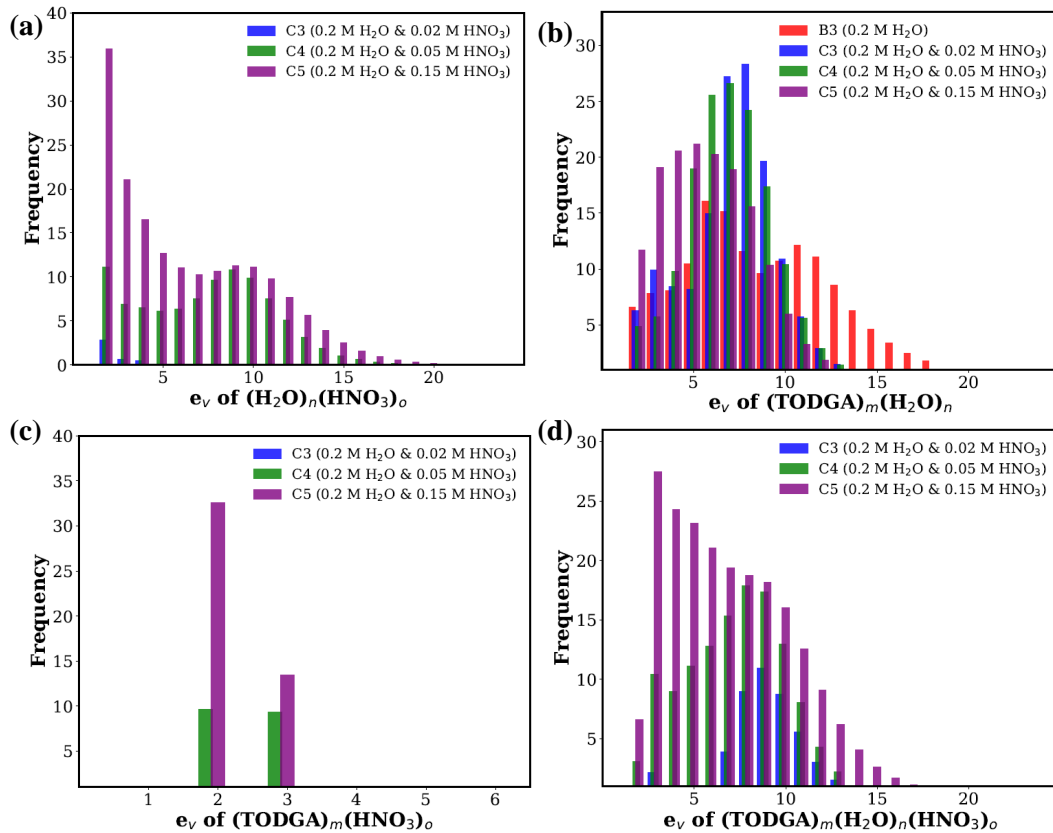 (a)
40
35
30
25
20
15
10
5
0
Frequency
C3 (0.2 M H₂O & 0.02 M HNO₃)
C4 (0.2 M H₂O & 0.05 M HNO₃)
C5 (0.2 M H₂O & 0.15 M HNO₃)
5 10 15 20
eᵥ of (H₂O)ₙ(HNO₃)ₒ
(b)
30
25
20
15
10
5
Frequency
B3 (0.2 M H₂O)
C3 (0.2 M H₂O & 0.02 M HNO₃)
C4 (0.2 M H₂O & 0.05 M HNO₃)
C5 (0.2 M H₂O & 0.15 M HNO₃)
5 10 15 20
eᵥ of (TODGA)ₘ(H₂O)ₙ
(c)
40
35
30
25
20
15
10
5
Frequency
C3 (0.2 M H₂O & 0.02 M HNO₃)
C4 (0.2 M H₂O & 0.05 M HNO₃)
C5 (0.2 M H₂O & 0.15 M HNO₃)
1 2 3 4 5 6
eᵥ of (TODGA)ₘ(HNO₃)ₒ
(d)
30
25
20
15
10
5
Frequency
C3 (0.2 M H₂O & 0.02 M HNO₃)
C4 (0.2 M H₂O & 0.05 M HNO₃)
C5 (0.2 M H₂O & 0.15 M HNO₃)
5 10 15 20
eᵥ of (TODGA)ₘ(H₂O)ₙ(HNO₃)ₒ